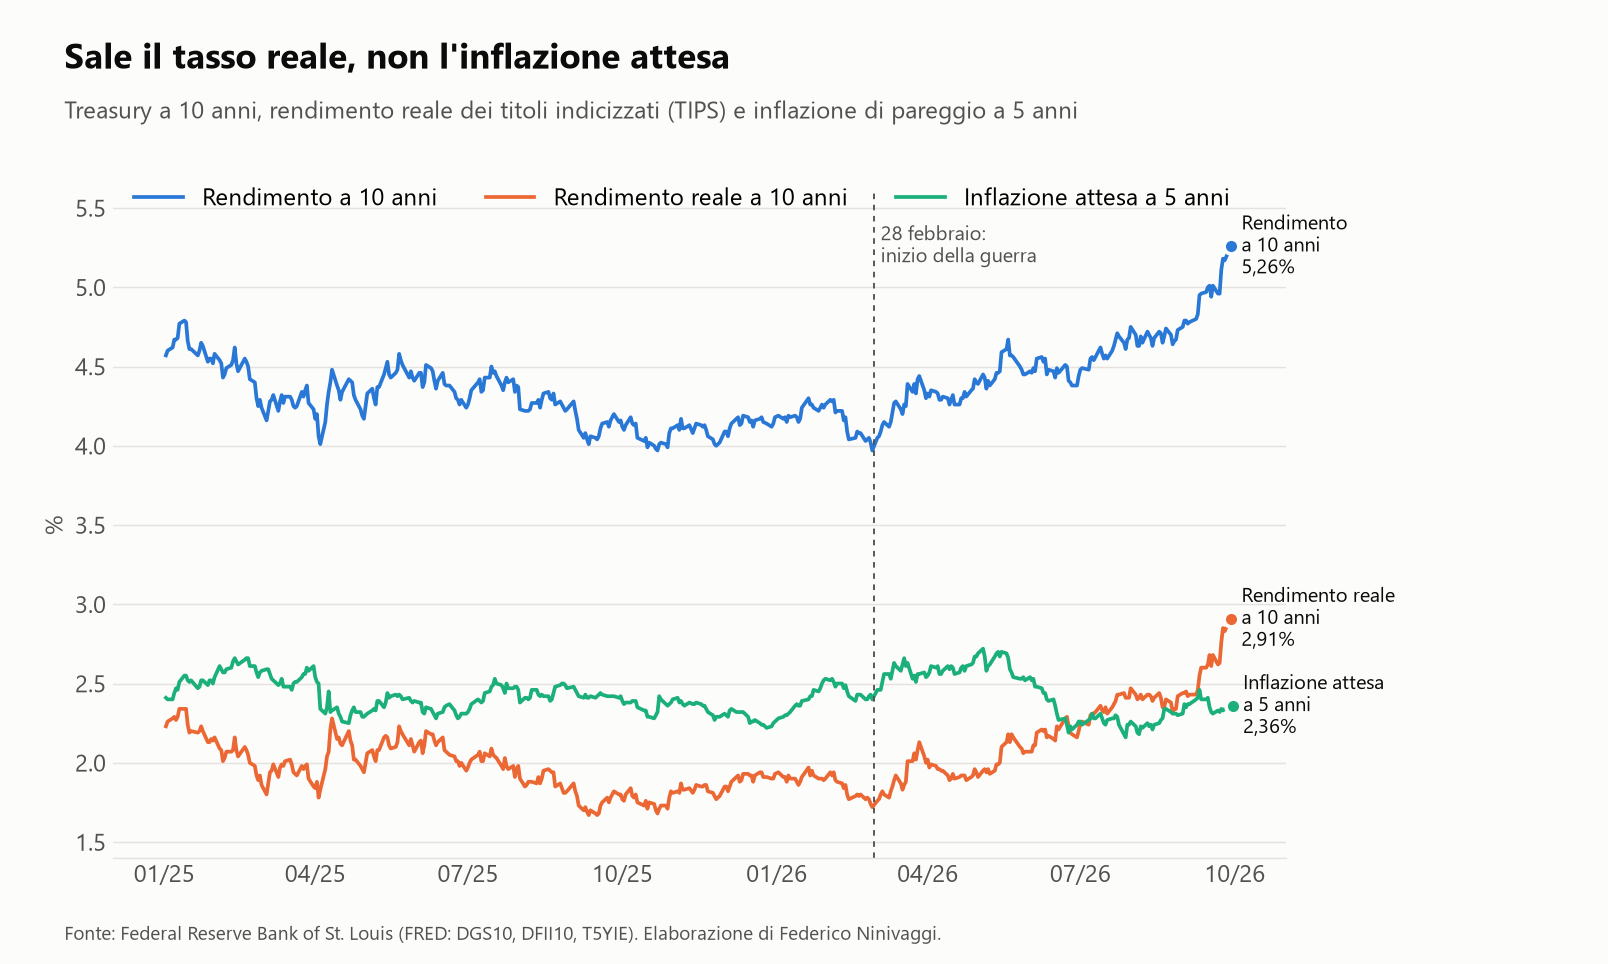 Sale il tasso reale, non l'inflazione attesa
Treasury a 10 anni, rendimento reale dei titoli indicizzati (TIPS) e inflazione di pareggio a 5 anni
Rendimento a 10 anni
Rendimento reale a 10 anni
Inflazione attesa a 5 anni
5.5
5.0
4.5
4.0
3.5
3.0
2.5
2.0
1.5
%
28 febbraio:
inizio della guerra
Rendimento
a 10 anni
5,26%
Rendimento reale
a 10 anni
2,91%
Inflazione attesa
a 5 anni
2,36%
01/25
04/25
07/25
10/25
01/26
04/26
07/26
10/26
Fonte: Federal Reserve Bank of St. Louis (FRED: DGS10, DFII10, T5YIE). Elaborazione di Federico Ninivaggi.